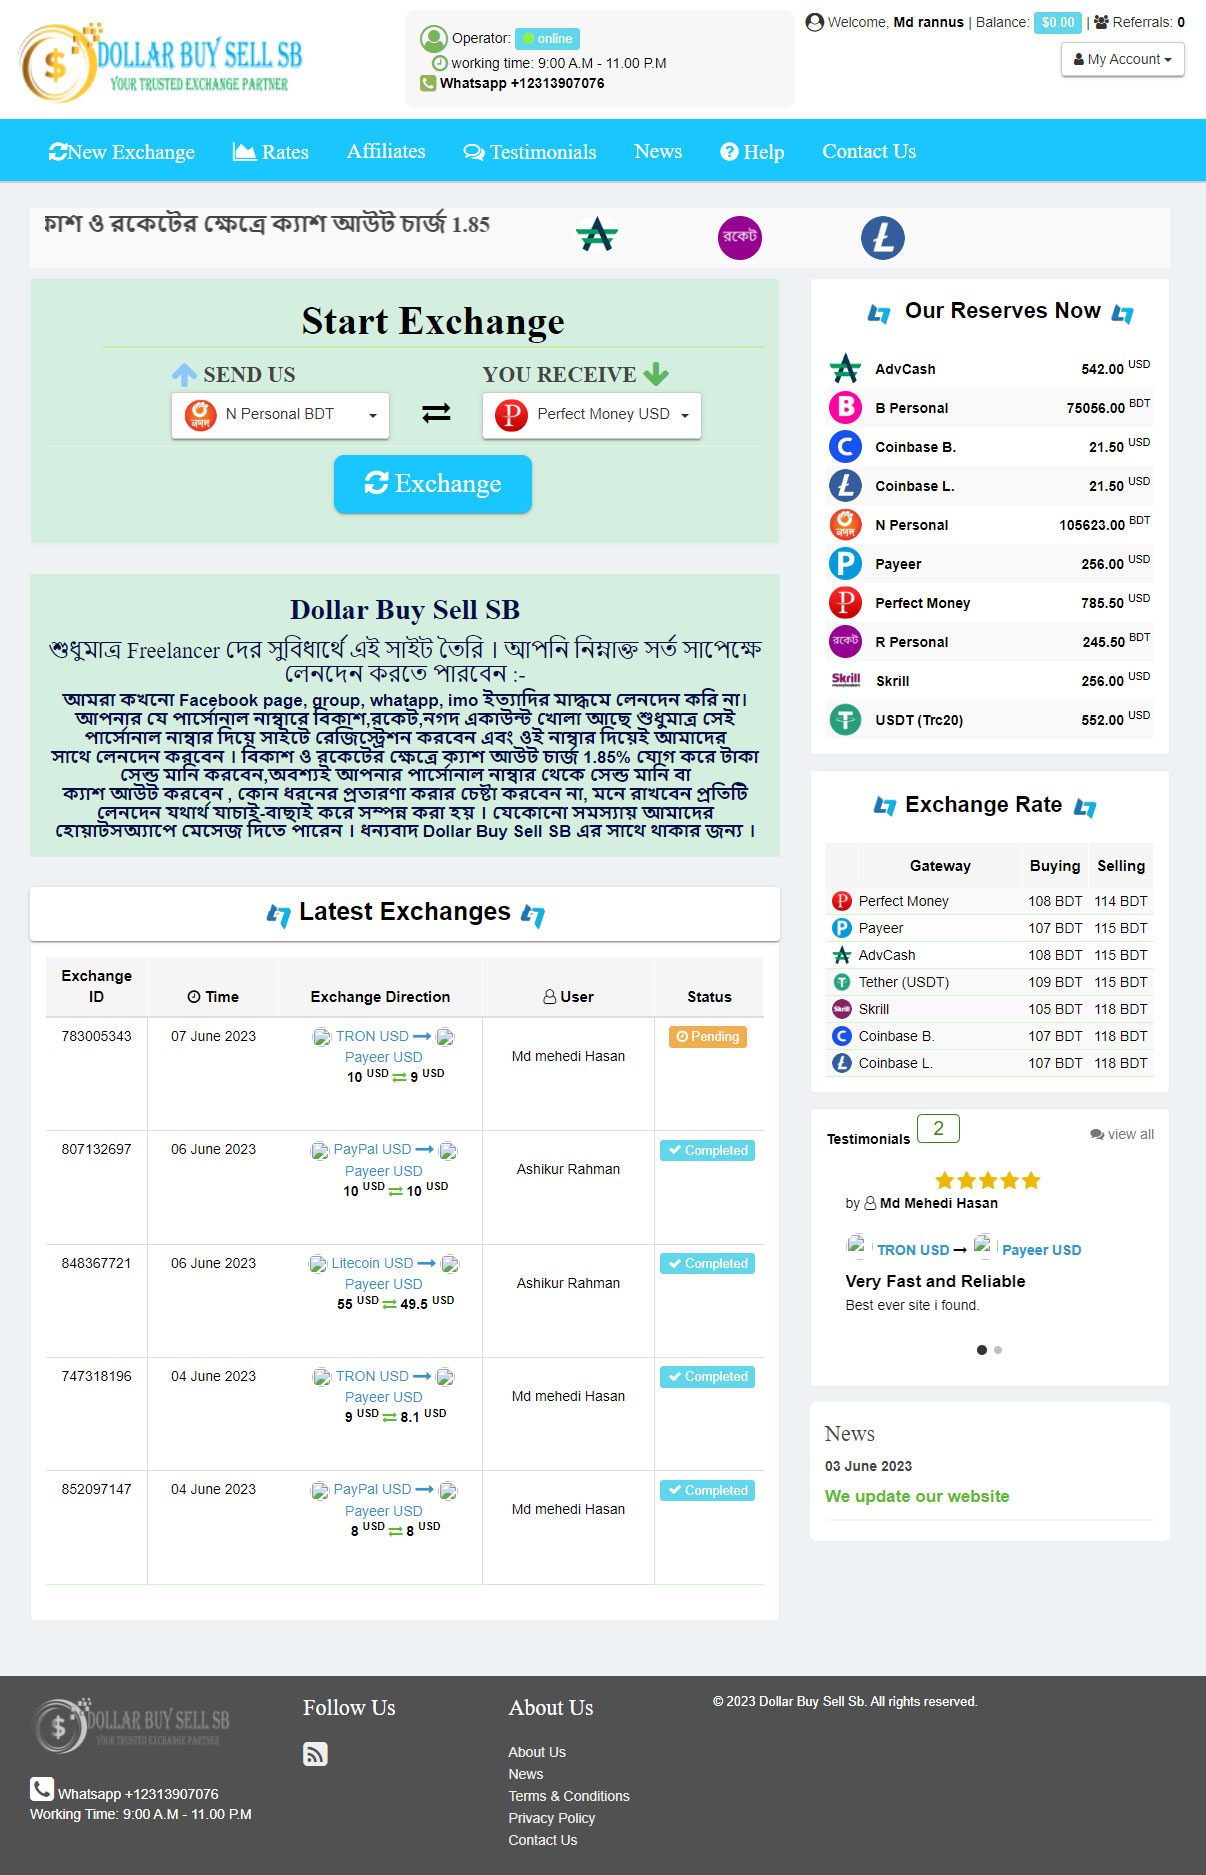 DOLLAR BUY SELL SB
YOUR TRUSTED EXCHANGE PARTNER
Operator: online
working time: 9:00 A.M - 11.00 P.M
Whatsapp +12313907076
Welcome, Md rannus | Balance: $0.00 | Referrals: 0
My Account
New Exchange Rates Affiliates Testimonials News Help Contact Us
কাশ ও রকেটের ক্ষেত্রে ক্যাশ আউট চার্জ 1.85
রকেট
Start Exchange
SEND US
YOU RECEIVE
নগদ N Personal BDT
Perfect Money USD
Exchange
Dollar Buy Sell SB
শুধুমাত্র Freelancer দের সুবিধার্থে এই সাইট তৈরি । আপনি নিম্নাক্ত সর্ত সাপেক্ষে
লেনদেন করতে পারবেন :-
আমরা কখনো Facebook page, group, whatapp, imo ইত্যাদির মাদ্ধমে লেনদেন করি না।
আপনার যে পার্সোনাল নাম্বারে বিকাশ,রকেট,নগদ একাউন্ট খোলা আছে শুধুমাত্র সেই
পার্সোনাল নাম্বার দিয়ে সাইটে রেজিস্ট্রেশন করবেন এবং ওই নাম্বার দিয়েই আমাদের
সাথে লেনদেন করবেন । বিকাশ ও রকেটের ক্ষেত্রে ক্যাশ আউট চার্জ 1.85% যোগ করে টাকা
সেন্ড মানি করবেন,অবশ্যই আপনার পার্সোনাল নাম্বার থেকে সেন্ড মানি বা
ক্যাশ আউট করবেন , কোন ধরনের প্রতারণা করার চেষ্টা করবেন না, মনে রাখবেন প্রতিটি
লেনদেন যথার্থ যাচাই-বাছাই করে সম্পন্ন করা হয় । যেকোনো সমস্যায় আমাদের
হোয়াটসঅ্যাপে মেসেজ দিতে পারেন । ধন্যবাদ Dollar Buy Sell SB এর সাথে থাকার জন্য ।
Latest Exchanges
Exchange ID Time Exchange Direction User Status
783005343 07 June 2023 TRON USD Payeer USD Md mehedi Hasan Pending
10 USD 9 USD
807132697 06 June 2023 PayPal USD Payeer USD Ashikur Rahman Completed
10 USD 10 USD
848367721 06 June 2023 Litecoin USD Payeer USD Ashikur Rahman Completed
55 USD 49.5 USD
747318196 04 June 2023 TRON USD Payeer USD Md mehedi Hasan Completed
9 USD 8.1 USD
852097147 04 June 2023 PayPal USD Payeer USD Md mehedi Hasan Completed
8 USD 8 USD
Our Reserves Now
AdvCash 542.00 USD
B Personal 75056.00 BDT
Coinbase B. 21.50 USD
Coinbase L. 21.50 USD
নগদ N Personal 105623.00 BDT
Payeer 256.00 USD
Perfect Money 785.50 USD
রকেট R Personal 245.50 BDT
Skrill Skrill 256.00 USD
USDT (Trc20) 552.00 USD
Exchange Rate
Gateway Buying Selling
Perfect Money 108 BDT 114 BDT
Payeer 107 BDT 115 BDT
AdvCash 108 BDT 115 BDT
Tether (USDT) 109 BDT 115 BDT
Skrill Skrill 105 BDT 118 BDT
Coinbase B. 107 BDT 118 BDT
Coinbase L. 107 BDT 118 BDT
Testimonials 2 view all
by Md Mehedi Hasan
TRON USD Payeer USD
Very Fast and Reliable
Best ever site i found.
News
03 June 2023
We update our website
DOLLAR BUY SELL SB
YOUR TRUSTED EXCHANGE PARTNER
Whatsapp +12313907076
Working Time: 9:00 A.M - 11.00 P.M
Follow Us
About Us
About Us
News
Terms & Conditions
Privacy Policy
Contact Us
© 2023 Dollar Buy Sell Sb. All rights reserved.